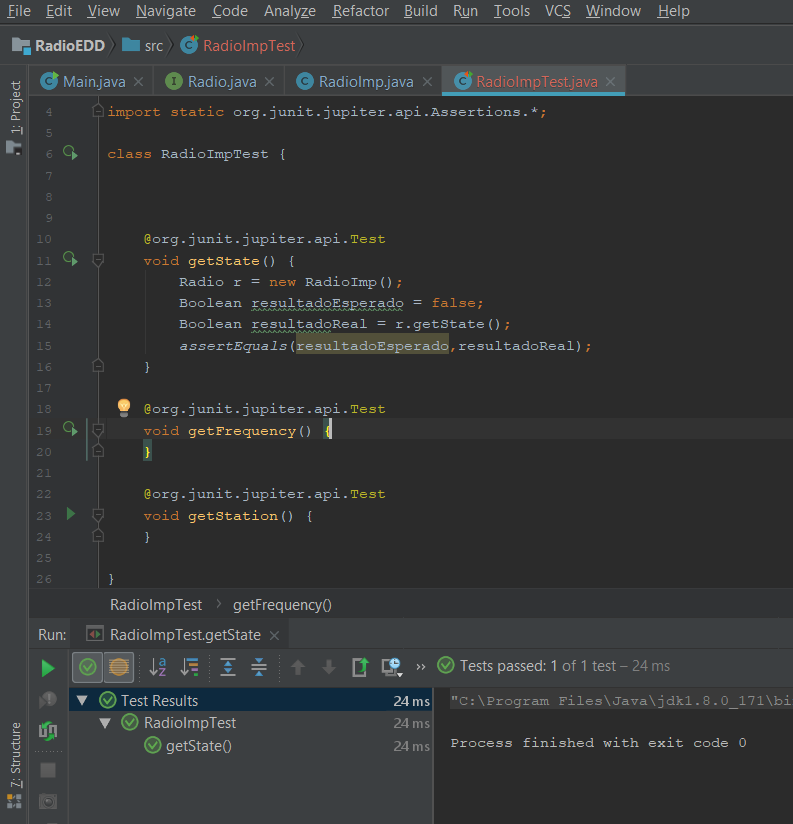 File Edit View Navigate Code Analyze Refactor Build Run Tools VCS Window Help
RadioEDD src RadioImpTest
Main.java Radio.java RadioImp.java RadioImpTest.java
1: Project
4 import static org.junit.jupiter.api.Assertions.*;
5
6 class RadioImpTest {
7
8
9
10 @org.junit.jupiter.api.Test
11 void getState() {
12 Radio r = new RadioImp();
13 Boolean resultadoEsperado = false;
14 Boolean resultadoReal = r.getState();
15 assertEquals(resultadoEsperado,resultadoReal);
16 }
17
18 @org.junit.jupiter.api.Test
19 void getFrequency() {
20 }
21
22 @org.junit.jupiter.api.Test
23 void getStation() {
24 }
25
26 }
RadioImpTest > getFrequency()
Run: RadioImpTest.getState
Tests passed: 1 of 1 test – 24 ms
Test Results 24 ms
RadioImpTest 24 ms
getState() 24 ms
"C:\Program Files\Java\jdk1.8.0_171\bi
Process finished with exit code 0
Z: Structure